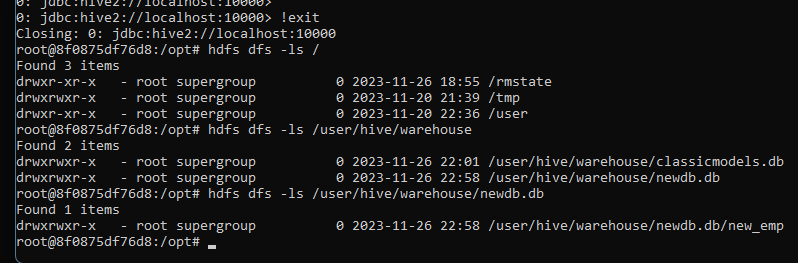 0: jdbc:hive2://localhost:10000>
0: jdbc:hive2://localhost:10000> !exit
Closing: 0: jdbc:hive2://localhost:10000
root@8f0875df76d8:/opt# hdfs dfs -ls /
Found 3 items
drwxr-xr-x   - root supergroup          0 2023-11-26 18:55 /rmstate
drwxrwxr-x   - root supergroup          0 2023-11-20 21:39 /tmp
drwxr-xr-x   - root supergroup          0 2023-11-20 22:36 /user
root@8f0875df76d8:/opt# hdfs dfs -ls /user/hive/warehouse
Found 2 items
drwxrwxr-x   - root supergroup          0 2023-11-26 22:01 /user/hive/warehouse/classicmodels.db
drwxrwxr-x   - root supergroup          0 2023-11-26 22:58 /user/hive/warehouse/newdb.db
root@8f0875df76d8:/opt# hdfs dfs -ls /user/hive/warehouse/newdb.db
Found 1 items
drwxrwxr-x   - root supergroup          0 2023-11-26 22:58 /user/hive/warehouse/newdb.db/new_emp
root@8f0875df76d8:/opt#